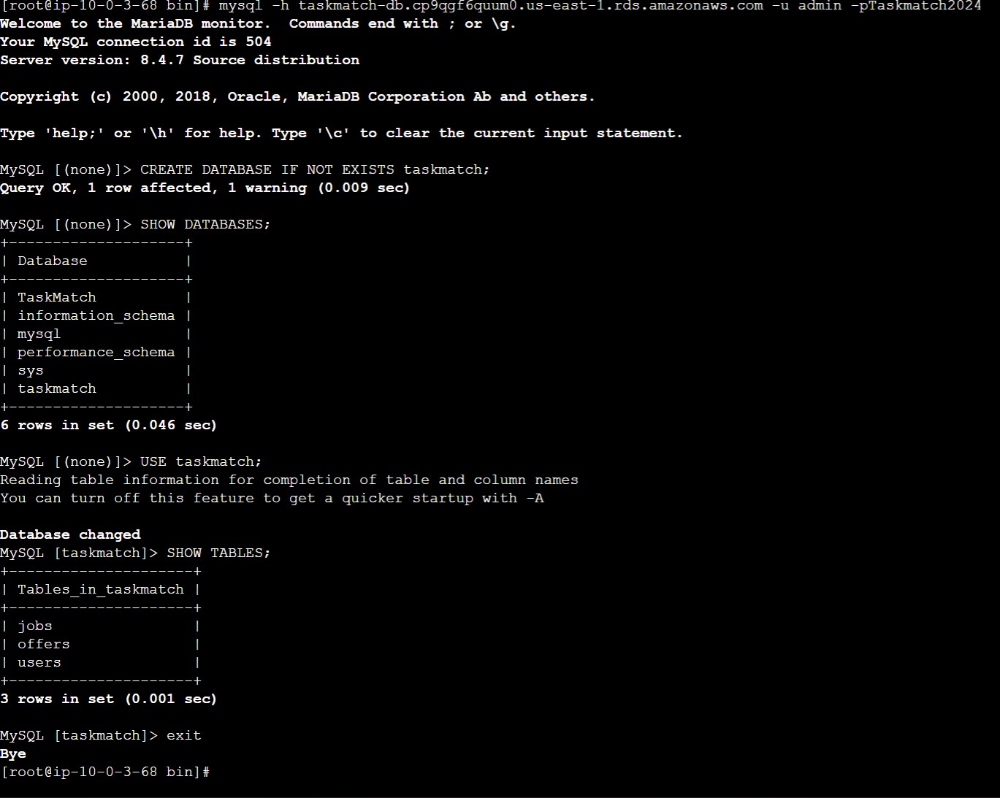 [root@ip-10-0-3-68 bin]# mysql -h taskmatch-db.cp9qgf6quum0.us-east-1.rds.amazonaws.com -u admin -pTaskmatch2024
Welcome to the MariaDB monitor.  Commands end with ; or \g.
Your MySQL connection id is 504
Server version: 8.4.7 Source distribution

Copyright (c) 2000, 2018, Oracle, MariaDB Corporation Ab and others.

Type 'help;' or '\h' for help. Type '\c' to clear the current input statement.

MySQL [(none)]> CREATE DATABASE IF NOT EXISTS taskmatch;
Query OK, 1 row affected, 1 warning (0.009 sec)

MySQL [(none)]> SHOW DATABASES;
+--------------------+
| Database           |
+--------------------+
| TaskMatch          |
| information_schema |
| mysql              |
| performance_schema |
| sys                |
| taskmatch          |
+--------------------+
6 rows in set (0.046 sec)

MySQL [(none)]> USE taskmatch;
Reading table information for completion of table and column names
You can turn off this feature to get a quicker startup with -A

Database changed
MySQL [taskmatch]> SHOW TABLES;
+---------------------+
| Tables_in_taskmatch |
+---------------------+
| jobs                |
| offers              |
| users               |
+---------------------+
3 rows in set (0.001 sec)

MySQL [taskmatch]> exit
Bye
[root@ip-10-0-3-68 bin]#